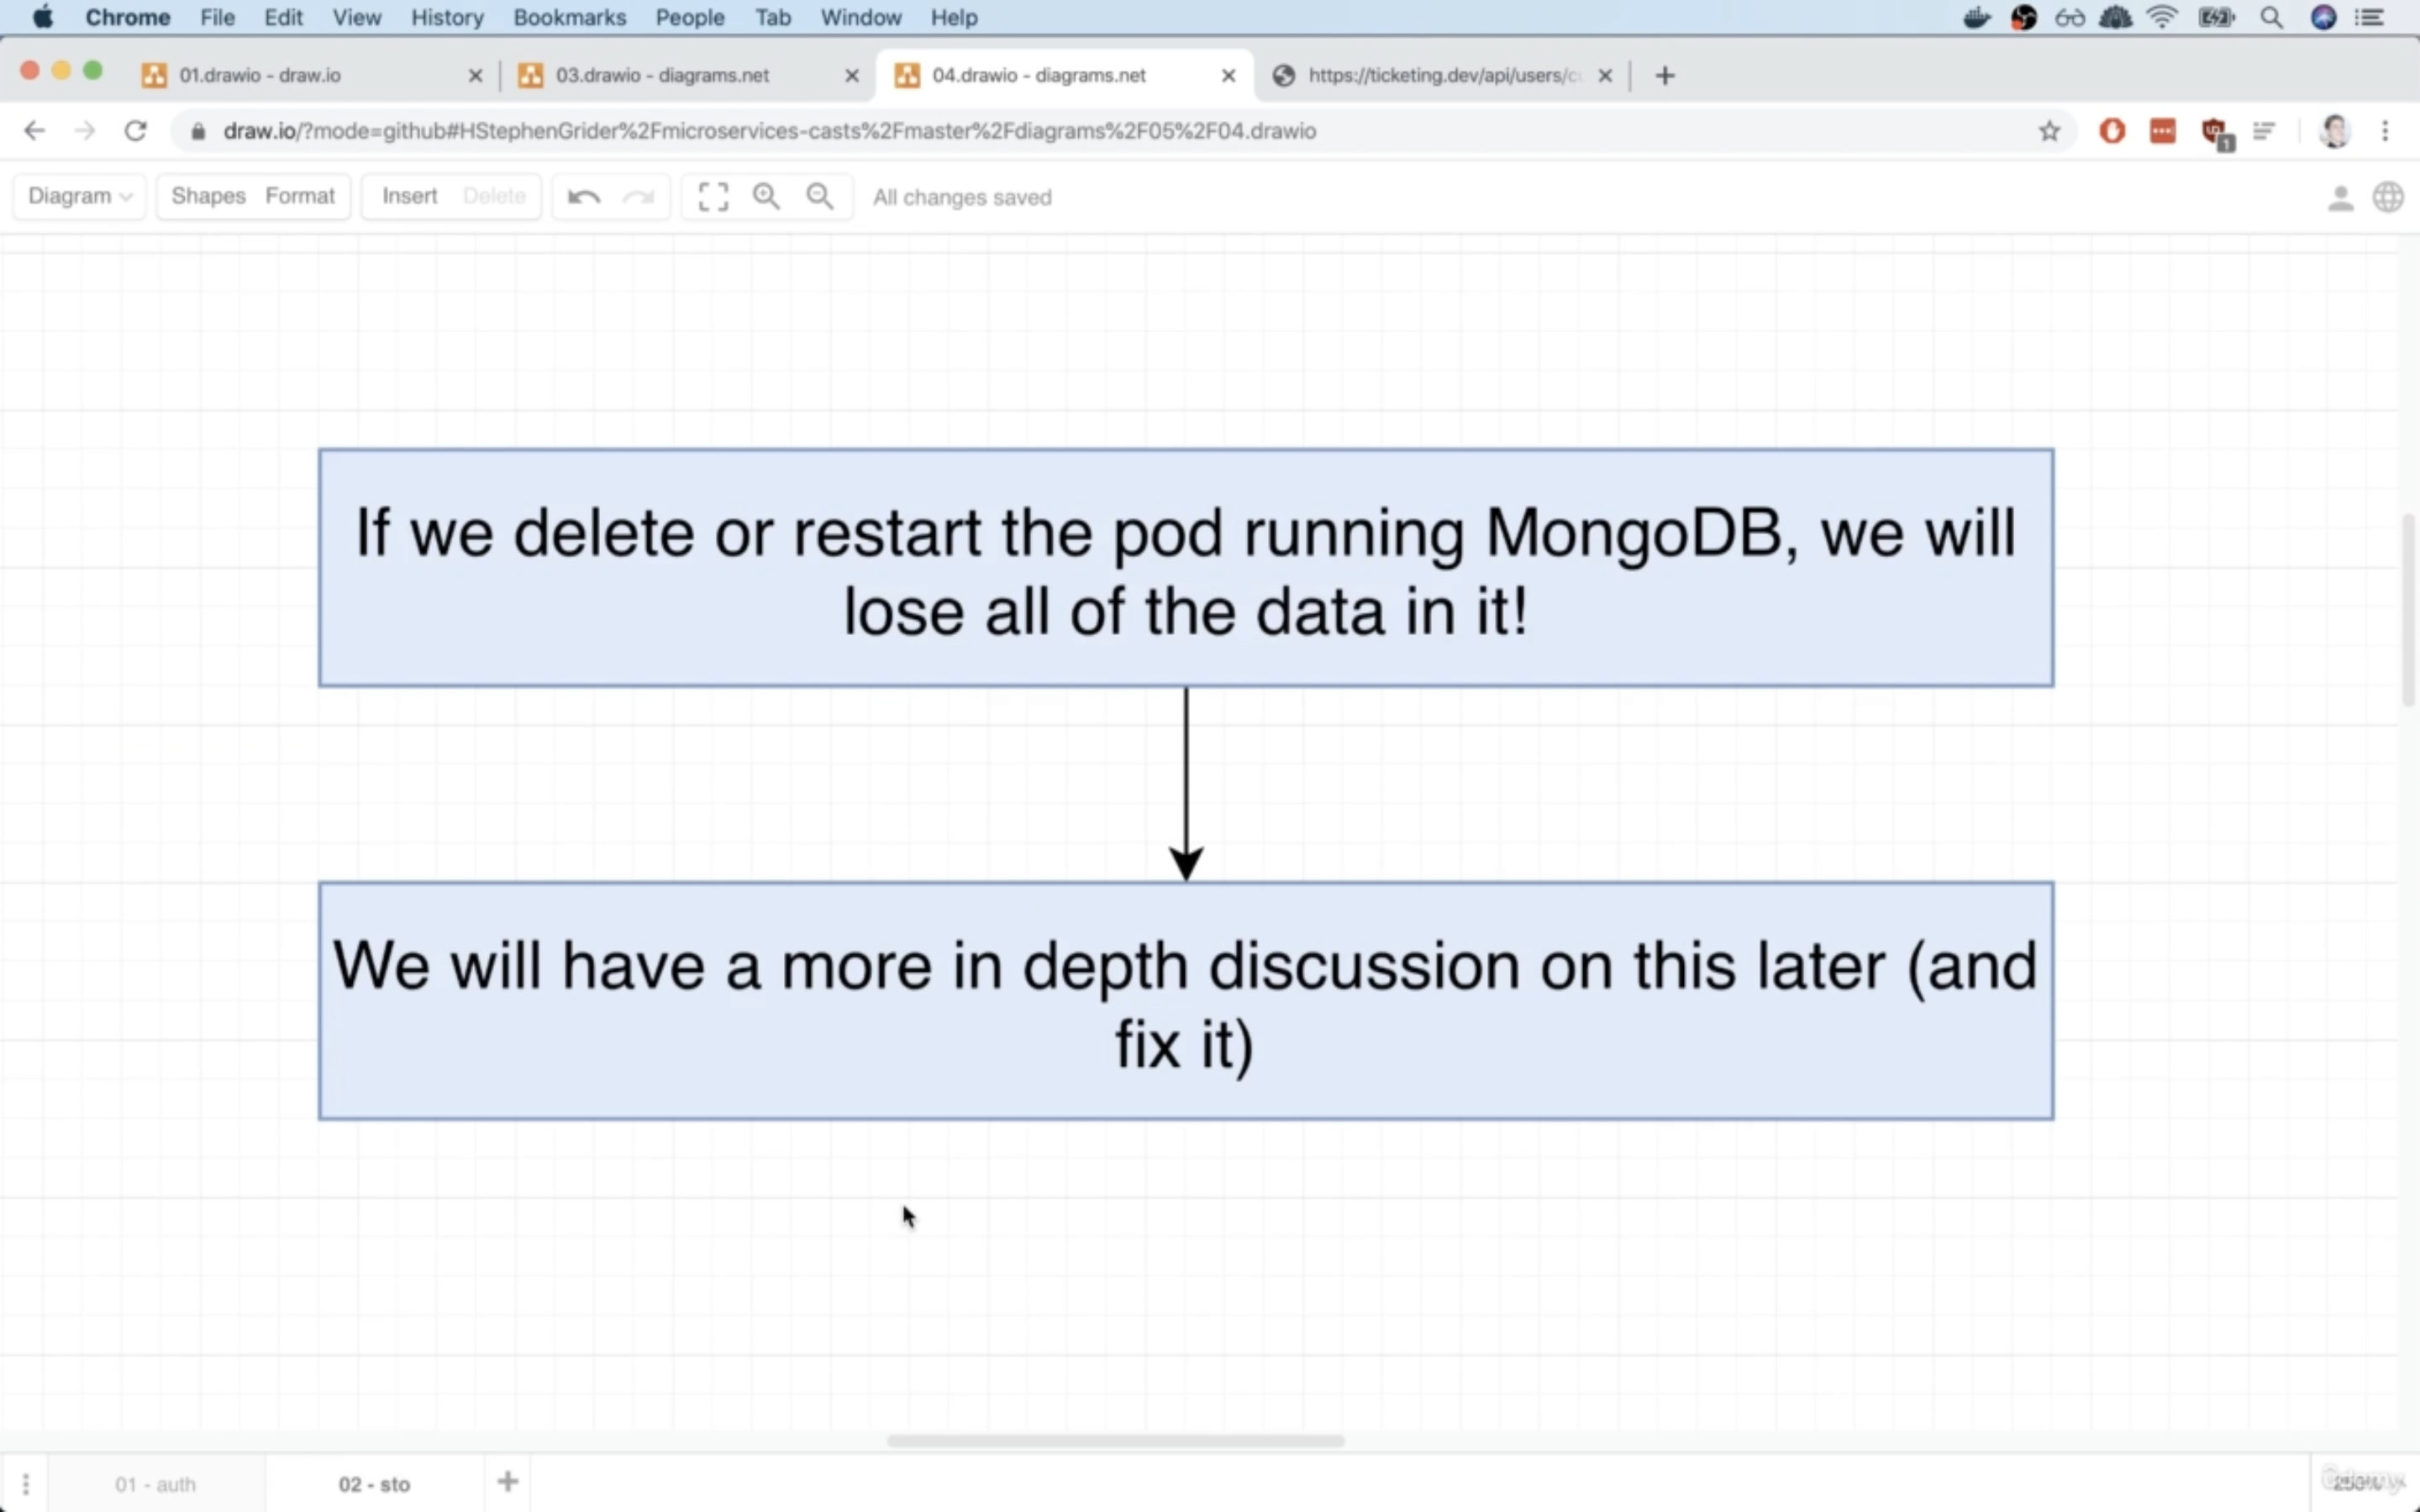 Chrome File Edit View History Bookmarks People Tab Window Help
01.drawio - draw.io
03.drawio - diagrams.net
04.drawio - diagrams.net
https://ticketing.dev/api/users/
draw.io/?mode=github#HStephenGrider%2Fmicroservices-casts%2Fmaster%2Fdiagrams%2F05%2F04.drawio
1
Diagram Shapes Format Insert Delete All changes saved
If we delete or restart the pod running MongoDB, we will
lose all of the data in it!
We will have a more in depth discussion on this later (and
fix it)
01 - auth
02 - sto